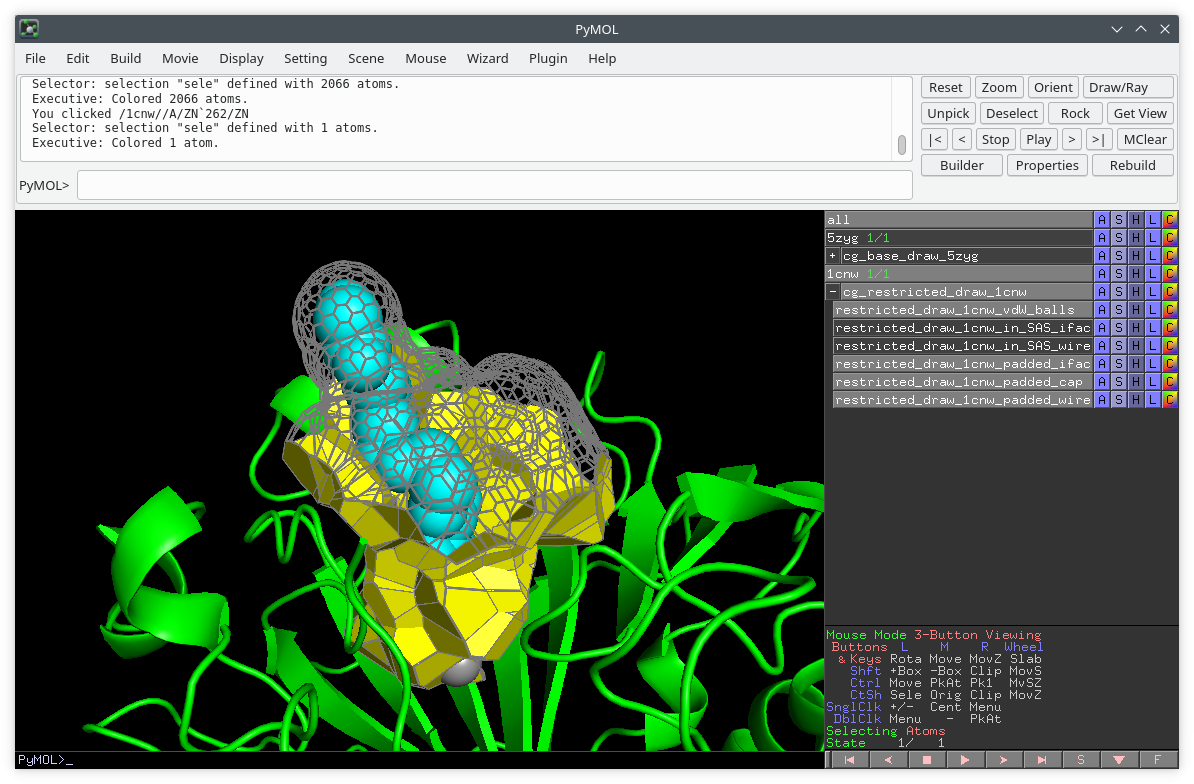 PyMOL
File Edit Build Movie Display Setting Scene Mouse Wizard Plugin Help
Selector: selection "sele" defined with 2066 atoms.
Executive: Colored 2066 atoms.
You clicked /1cnw//A/ZN`262/ZN
Selector: selection "sele" defined with 1 atoms.
Executive: Colored 1 atom.
PyMOL>
Reset Zoom Orient Draw/Ray
Unpick Deselect Rock Get View
|< < Stop Play > >| MClear
Builder Properties Rebuild
all A S H L C
5zyg 1/1 A S H L C
+ cg_base_draw_5zyg A S H L C
1cnw 1/1 A S H L C
- cg_restricted_draw_1cnw A S H L C
restricted_draw_1cnw_vdW_balls A S H L C
restricted_draw_1cnw_in_SAS_ifac A S H L C
restricted_draw_1cnw_in_SAS_wire A S H L C
restricted_draw_1cnw_padded_ifac A S H L C
restricted_draw_1cnw_padded_cap A S H L C
restricted_draw_1cnw_padded_wire A S H L C
Mouse Mode 3-Button Viewing
Buttons L M R Wheel
& Keys Rota Move MovZ Slab
Shft +Box -Box Clip MovS
Ctrl Move PkAt Pk1 MvSZ
CtSh Sele Orig Clip MovZ
SnglClk +/- Cent Menu
DblClk Menu - PkAt
Selecting Atoms
State 1/ 1
PyMOL>_
S F